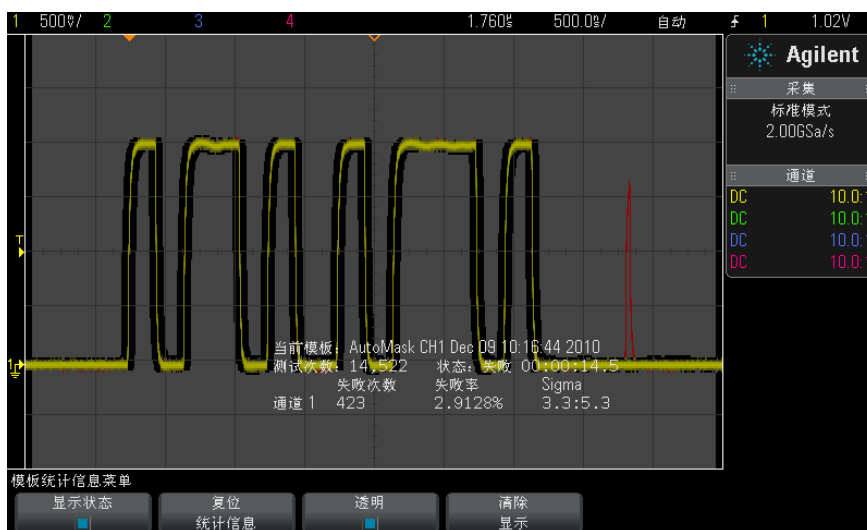 1 500▿/ 2 3 4 1.760s 500.0s/ 自动 1 1.02V
Agilent
采集
标准模式
2.00GSa/s
通道
DC 10.0:
DC 10.0:
DC 10.0:
DC 10.0:
T
1
当前模板: AutoMask CH1 Dec 09 10:16:44 2010
测试次数: 14,522 状态: 失败 00:00:14.5
失败次数 失败率 Sigma
通道 1 423 2.9128% 3.3:5.3
模板统计信息菜单
显示状态 复位 透明 清除
统计信息 显示